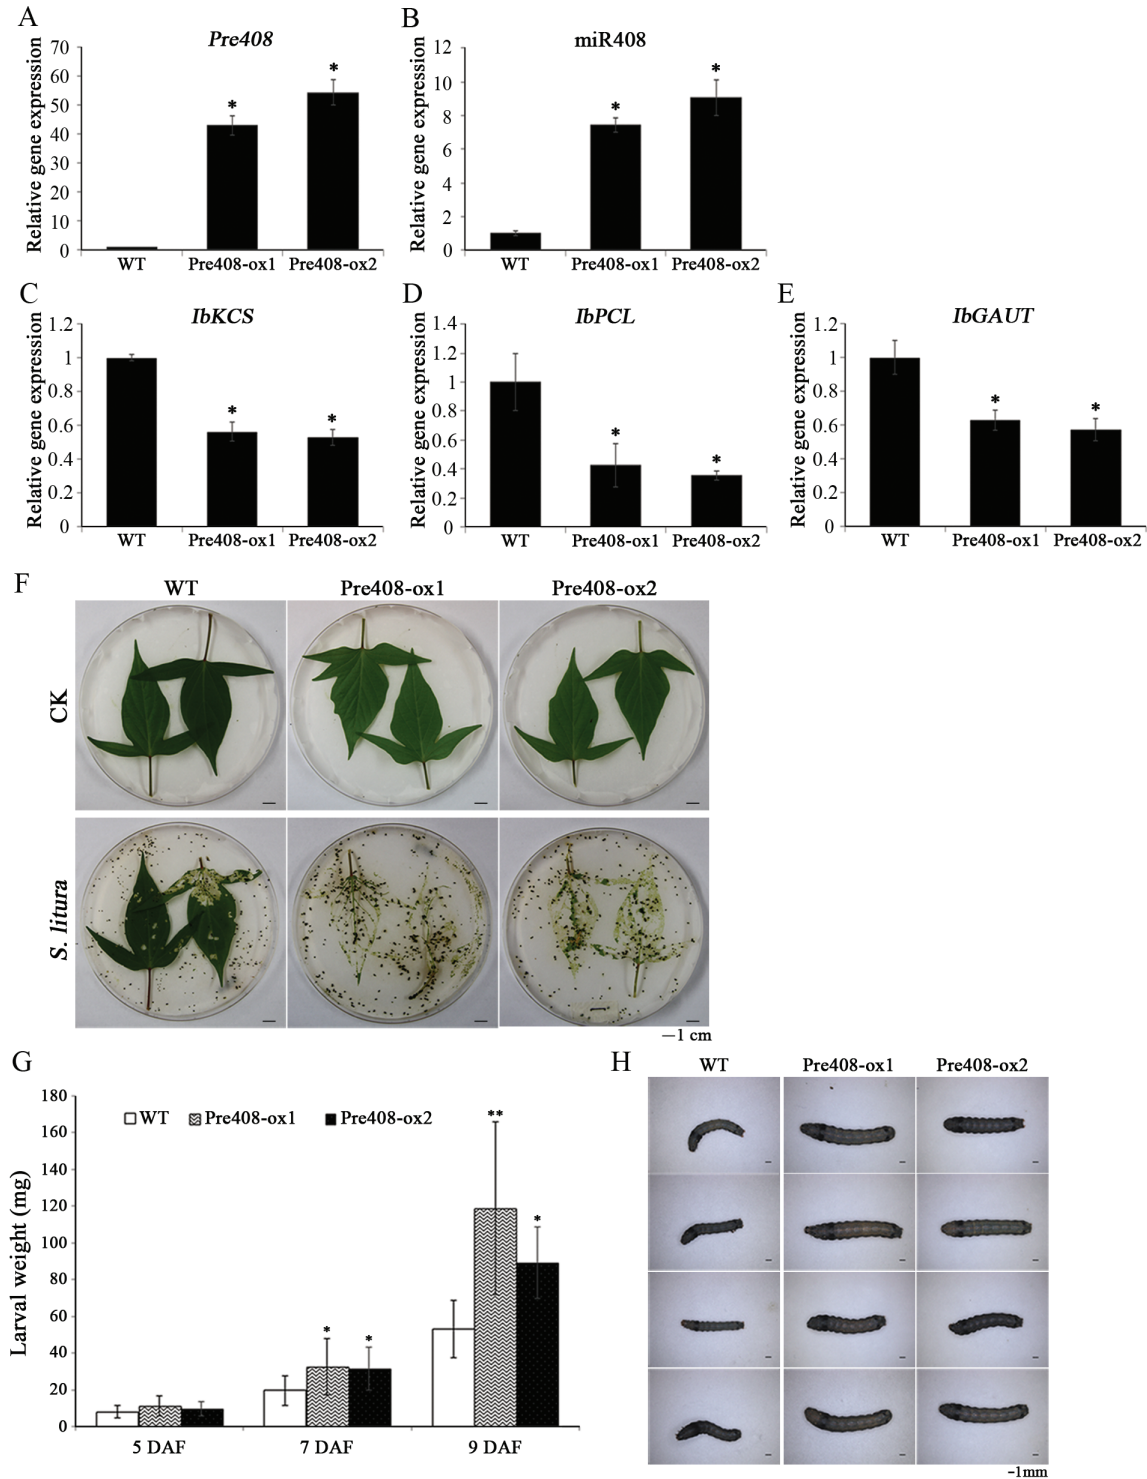 A
Pre408
Relative gene expression
70
60
50
40
30
20
10
0
*
*
WT
Pre408-ox1
Pre408-ox2
B
miR408
Relative gene expression
12
10
8
6
4
2
0
*
*
WT
Pre408-ox1
Pre408-ox2
C
IbKCS
Relative gene expression
1.2
1
0.8
0.6
0.4
0.2
0
*
*
WT
Pre408-ox1
Pre408-ox2
D
IbPCL
Relative gene expression
1.4
1.2
1
0.8
0.6
0.4
0.2
0
*
*
WT
Pre408-ox1
Pre408-ox2
E
IbGAUT
Relative gene expression
1.2
1
0.8
0.6
0.4
0.2
0
*
*
WT
Pre408-ox1
Pre408-ox2
F
WT
Pre408-ox1
Pre408-ox2
CK
S. litura
1 cm
G
Larval weight (mg)
180
160
140
120
100
80
60
40
20
0
WT
Pre408-ox1
Pre408-ox2
*
*
**
*
5 DAF
7 DAF
9 DAF
H
WT
Pre408-ox1
Pre408-ox2
1mm